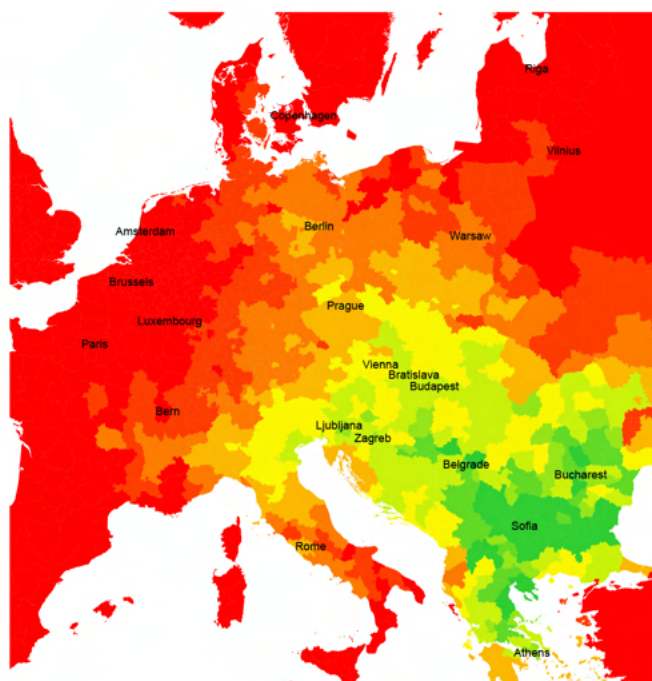 Riga
Copenhagen
Vilnius
Amsterdam
Berlin
Warsaw
Brussels
Prague
Luxembourg
Paris
Vienna
Bratislava
Budapest
Bern
Ljubljana
Zagreb
Belgrade
Bucharest
Sofia
Rome
Athens